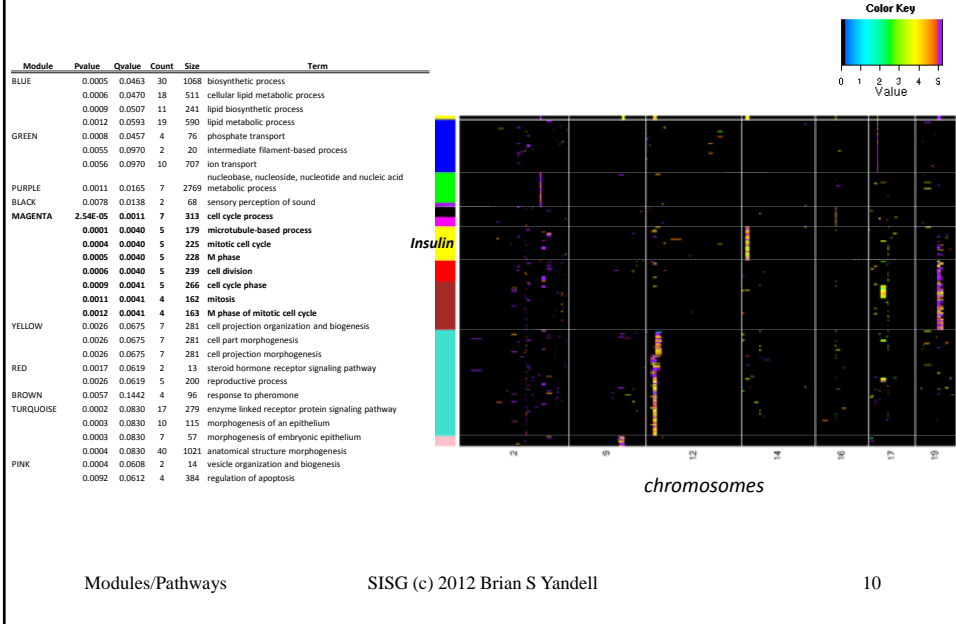 Color Key
0 1 2 3 4 5
Value
Module Pvalue Qvalue Count Size Term
BLUE 0.0005 0.0463 30 1068 biosynthetic process
0.0006 0.0470 18 511 cellular lipid metabolic process
0.0009 0.0507 11 241 lipid biosynthetic process
0.0012 0.0593 19 590 lipid metabolic process
GREEN 0.0008 0.0457 4 76 phosphate transport
0.0055 0.0970 2 20 intermediate filament-based process
0.0056 0.0970 10 707 ion transport
nucleobase, nucleoside, nucleotide and nucleic acid
PURPLE 0.0011 0.0165 7 2769 metabolic process
BLACK 0.0078 0.0138 2 68 sensory perception of sound
MAGENTA 2.54E-05 0.0011 7 313 cell cycle process
0.0001 0.0040 5 179 microtubule-based process
0.0004 0.0040 5 225 mitotic cell cycle
0.0005 0.0040 5 228 M phase
0.0006 0.0040 5 239 cell division
0.0009 0.0041 5 266 cell cycle phase
0.0011 0.0041 4 162 mitosis
0.0012 0.0041 4 163 M phase of mitotic cell cycle
YELLOW 0.0026 0.0675 7 281 cell projection organization and biogenesis
0.0026 0.0675 7 281 cell part morphogenesis
0.0026 0.0675 7 281 cell projection morphogenesis
RED 0.0017 0.0619 2 13 steroid hormone receptor signaling pathway
0.0026 0.0619 5 200 reproductive process
BROWN 0.0057 0.1442 4 96 response to pheromone
TURQUOISE 0.0002 0.0830 17 279 enzyme linked receptor protein signaling pathway
0.0003 0.0830 10 115 morphogenesis of an epithelium
0.0003 0.0830 7 57 morphogenesis of embryonic epithelium
0.0004 0.0830 40 1021 anatomical structure morphogenesis
PINK 0.0004 0.0608 2 14 vesicle organization and biogenesis
0.0092 0.0612 4 384 regulation of apoptosis
Insulin
2 9 12 14 16 17 19
chromosomes
Modules/Pathways SISG (c) 2012 Brian S Yandell 10